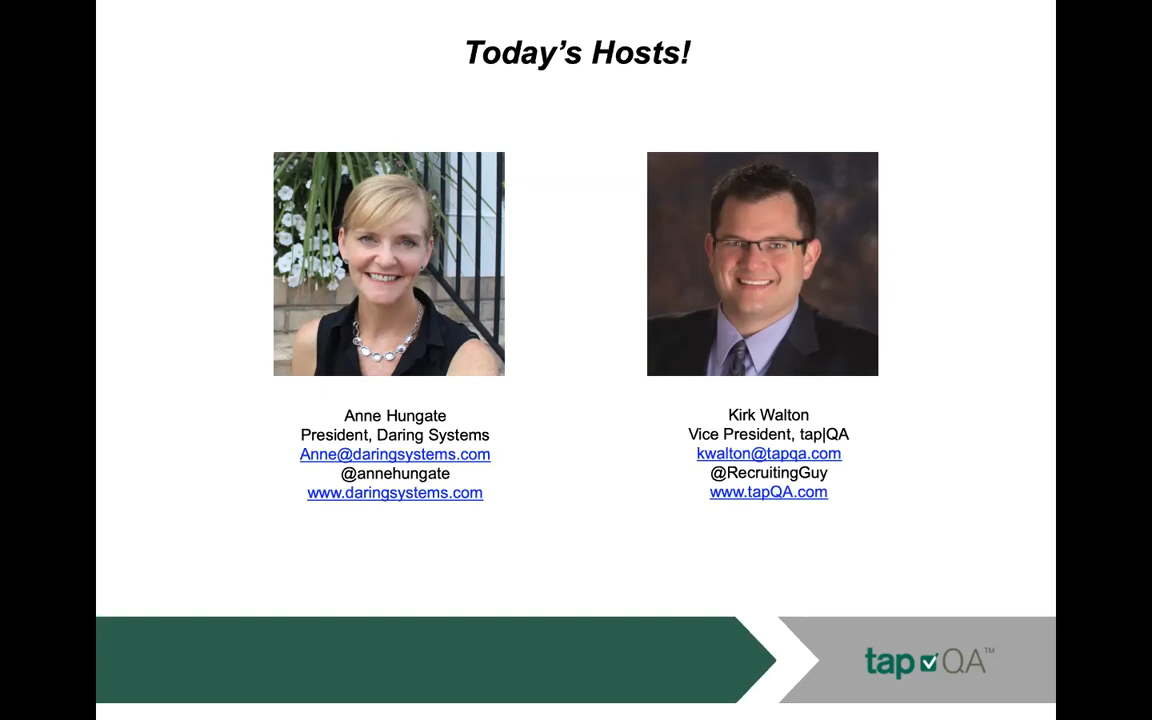 Today's Hosts!
Anne Hungate
President, Daring Systems
Anne@daringsystems.com
@annehungate
www.daringsystems.com
Kirk Walton
Vice President, tap|QA
kwalton@tapqa.com
@RecruitingGuy
www.tapQA.com
tap QA™